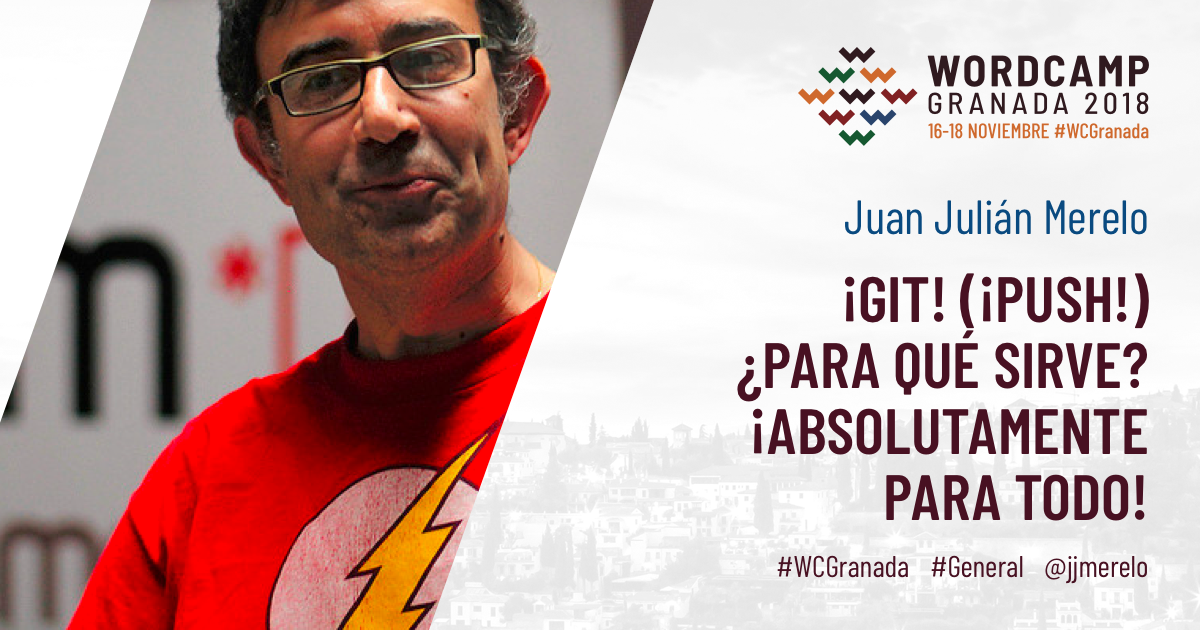 WORDCAMP
GRANADA 2018
16-18 NOVIEMBRE #WCGranada
Juan Julián Merelo
¡GIT! (¡PUSH!)
¿PARA QUÉ SIRVE?
¡ABSOLUTAMENTE
PARA TODO!
#WCGranada #General @jjmerelo